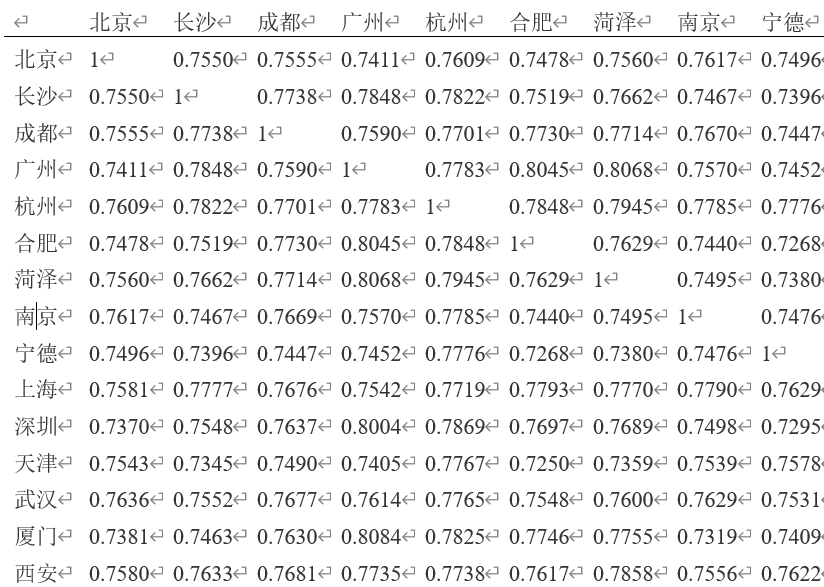 北京 长沙 成都 广州 杭州 合肥 菏泽 南京 宁德
北京 1 0.7550 0.7555 0.7411 0.7609 0.7478 0.7560 0.7617 0.7496
长沙 0.7550 1 0.7738 0.7848 0.7822 0.7519 0.7662 0.7467 0.7396
成都 0.7555 0.7738 1 0.7590 0.7701 0.7730 0.7714 0.7670 0.7447
广州 0.7411 0.7848 0.7590 1 0.7783 0.8045 0.8068 0.7570 0.7452
杭州 0.7609 0.7822 0.7701 0.7783 1 0.7848 0.7945 0.7785 0.7776
合肥 0.7478 0.7519 0.7730 0.8045 0.7848 1 0.7629 0.7440 0.7268
菏泽 0.7560 0.7662 0.7714 0.8068 0.7945 0.7629 1 0.7495 0.7380
南京 0.7617 0.7467 0.7669 0.7570 0.7785 0.7440 0.7495 1 0.7476
宁德 0.7496 0.7396 0.7447 0.7452 0.7776 0.7268 0.7380 0.7476 1
上海 0.7581 0.7777 0.7676 0.7542 0.7719 0.7793 0.7770 0.7790 0.7629
深圳 0.7370 0.7548 0.7637 0.8004 0.7869 0.7697 0.7689 0.7498 0.7295
天津 0.7543 0.7345 0.7490 0.7405 0.7767 0.7250 0.7359 0.7539 0.7578
武汉 0.7636 0.7552 0.7677 0.7614 0.7765 0.7548 0.7600 0.7629 0.7531
厦门 0.7381 0.7463 0.7630 0.8084 0.7825 0.7746 0.7755 0.7319 0.7409
西安 0.7580 0.7633 0.7681 0.7735 0.7738 0.7617 0.7858 0.7556 0.7622